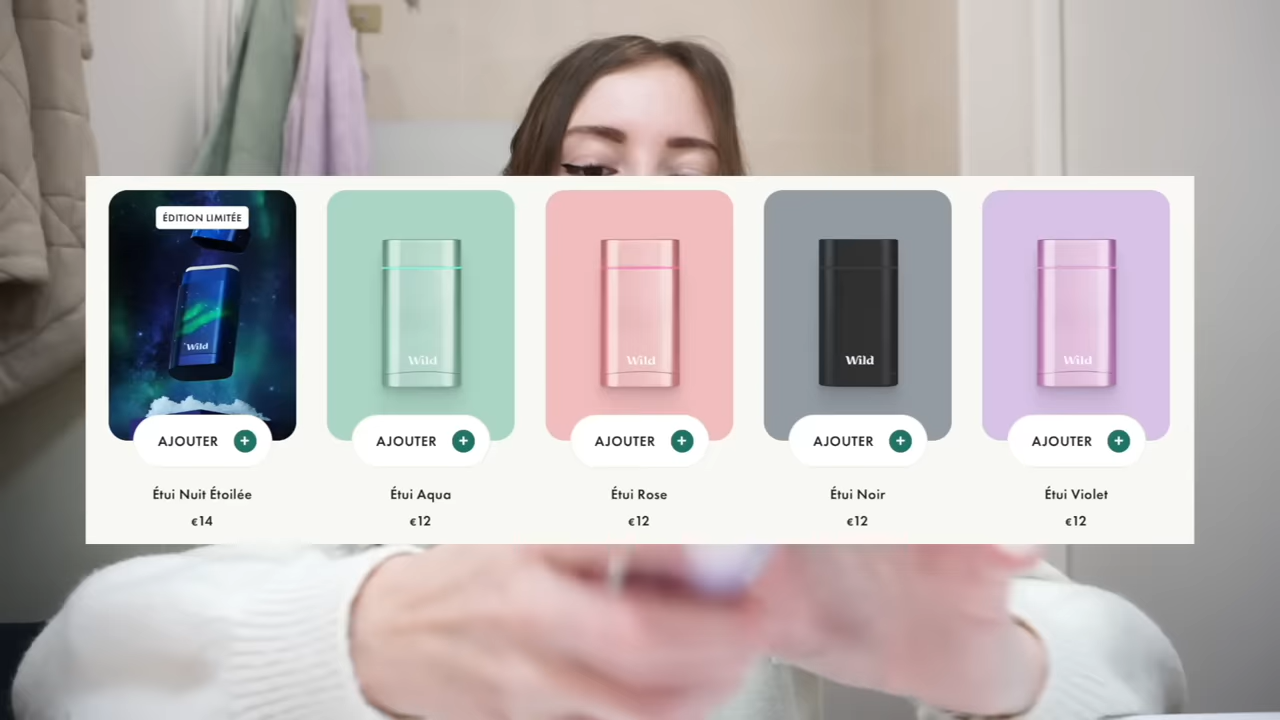 ÉDITION LIMITÉE
Wild
Wild
Wild
Wild
Wild
AJOUTER +
AJOUTER +
AJOUTER +
AJOUTER +
AJOUTER +
Étui Nuit Étoilée
Étui Aqua
Étui Rose
Étui Noir
Étui Violet
€14
€12
€12
€12
€12